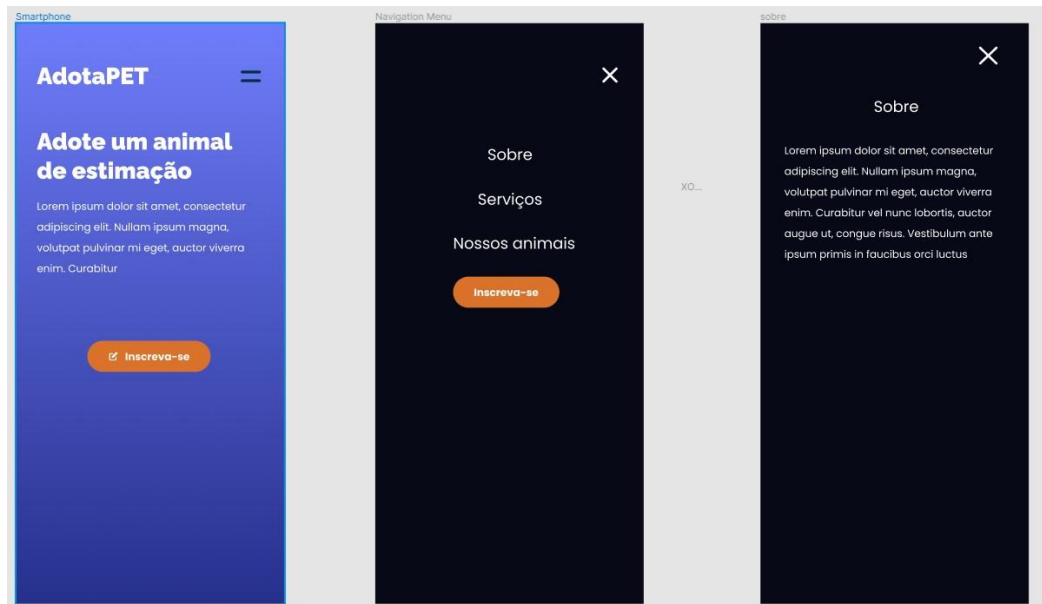 Smartphone
AdotaPET
Adote um animal
de estimação
Lorem ipsum dolor sit amet, consectetur
adipiscing elit. Nullam ipsum magna,
volutpat pulvinar mi eget, auctor viverra
enim. Curabitur
Inscreva-se
Navigation Menu
Sobre
Serviços
Nossos animais
Inscreva-se
XO...
sobre
Sobre
Lorem ipsum dolor sit amet, consectetur
adipiscing elit. Nullam ipsum magna,
volutpat pulvinar mi eget, auctor viverra
enim. Curabitur vel nunc lobortis, auctor
augue ut, congue risus. Vestibulum ante
ipsum primis in faucibus orci luctus